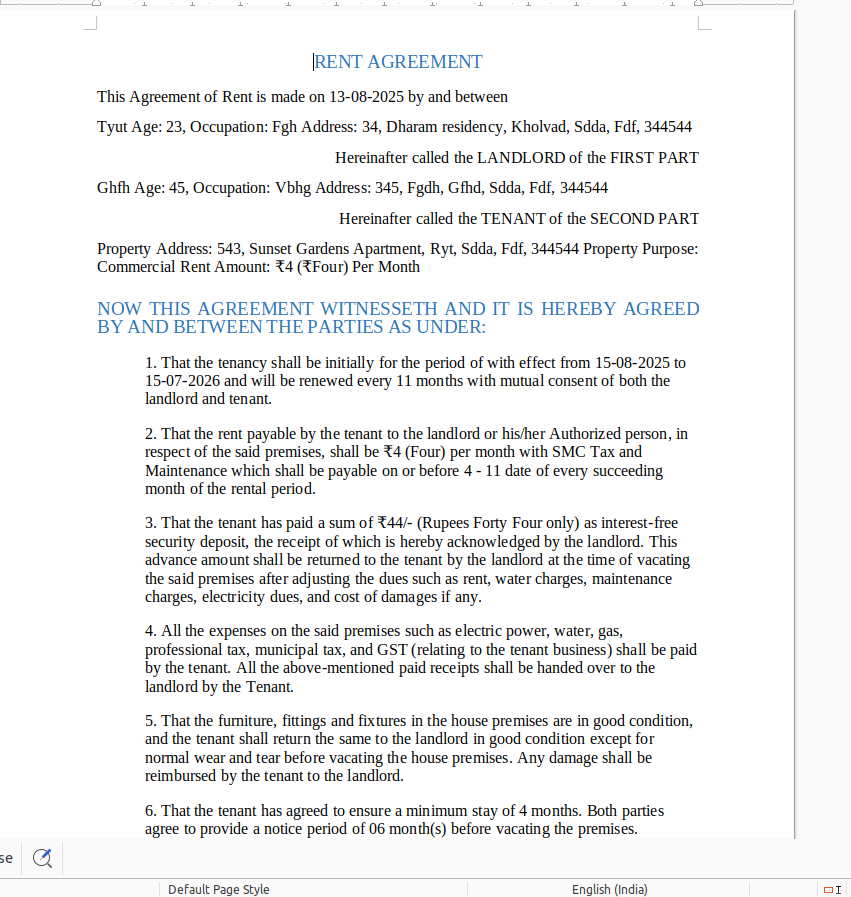 RENT AGREEMENT
This Agreement of Rent is made on 13-08-2025 by and between
Tyut Age: 23, Occupation: Fgh Address: 34, Dharam residency, Kholvad, Sdda, Fdf, 344544
Hereinafter called the LANDLORD of the FIRST PART
Ghfh Age: 45, Occupation: Vbhg Address: 345, Fgdh, Gfhd, Sdda, Fdf, 344544
Hereinafter called the TENANT of the SECOND PART
Property Address: 543, Sunset Gardens Apartment, Ryt, Sdda, Fdf, 344544 Property Purpose:
Commercial Rent Amount: ₹4 (₹Four) Per Month
NOW THIS AGREEMENT WITNESSETH AND IT IS HEREBY AGREED
BY AND BETWEEN THE PARTIES AS UNDER:
1. That the tenancy shall be initially for the period of with effect from 15-08-2025 to
15-07-2026 and will be renewed every 11 months with mutual consent of both the
landlord and tenant.
2. That the rent payable by the tenant to the landlord or his/her Authorized person, in
respect of the said premises, shall be ₹4 (Four) per month with SMC Tax and
Maintenance which shall be payable on or before 4 - 11 date of every succeeding
month of the rental period.
3. That the tenant has paid a sum of ₹44/- (Rupees Forty Four only) as interest-free
security deposit, the receipt of which is hereby acknowledged by the landlord. This
advance amount shall be returned to the tenant by the landlord at the time of vacating
the said premises after adjusting the dues such as rent, water charges, maintenance
charges, electricity dues, and cost of damages if any.
4. All the expenses on the said premises such as electric power, water, gas,
professional tax, municipal tax, and GST (relating to the tenant business) shall be paid
by the tenant. All the above-mentioned paid receipts shall be handed over to the
landlord by the Tenant.
5. That the furniture, fittings and fixtures in the house premises are in good condition,
and the tenant shall return the same to the landlord in good condition except for
normal wear and tear before vacating the house premises. Any damage shall be
reimbursed by the tenant to the landlord.
6. That the tenant has agreed to ensure a minimum stay of 4 months. Both parties
agree to provide a notice period of 06 month(s) before vacating the premises.
se
Default Page Style
English (India)